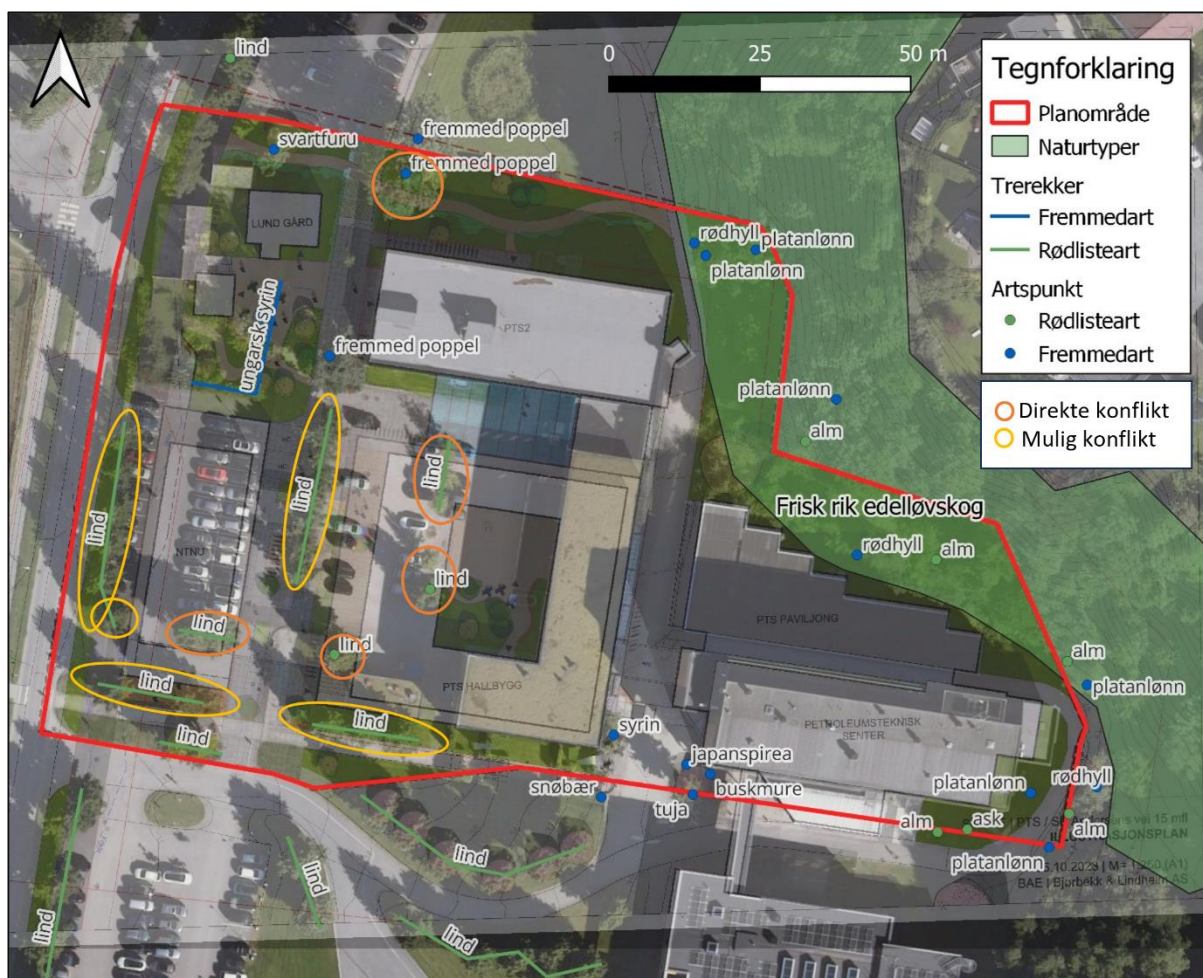 lind
0 25 50 m
Tegnforklaring
Planområde
Naturtyper
Trerekker
Fremmedart
Rødlisteart
Artspunkt
Rødlisteart
Fremmedart
Direkte konflikt
Mulig konflikt
fremmed poppel
svartfuru
fremmed poppel
LUND GÅRD
rødhyll
platanlønn
platanlønn
PTS2
ungarsk syrin
fremmed poppel
platanlønn
alm
lind
lind
lind
Frisk rik edelløvskog
NTNU
rødhyll
alm
lind
lind
lind
PTS PAVILJONG
alm
lind
PTS HALLBYGG
platanlønn
lind
PETROLEUMSTEKNISK
SENTER
lind
syrin
japanspirea
snøbær
buskmure
tuja
platanlønn
rødhyll
alm
ask
alm
platanlønn
lind
lind
lind
lind
BAE | Bjørbekk & Lindheim AS